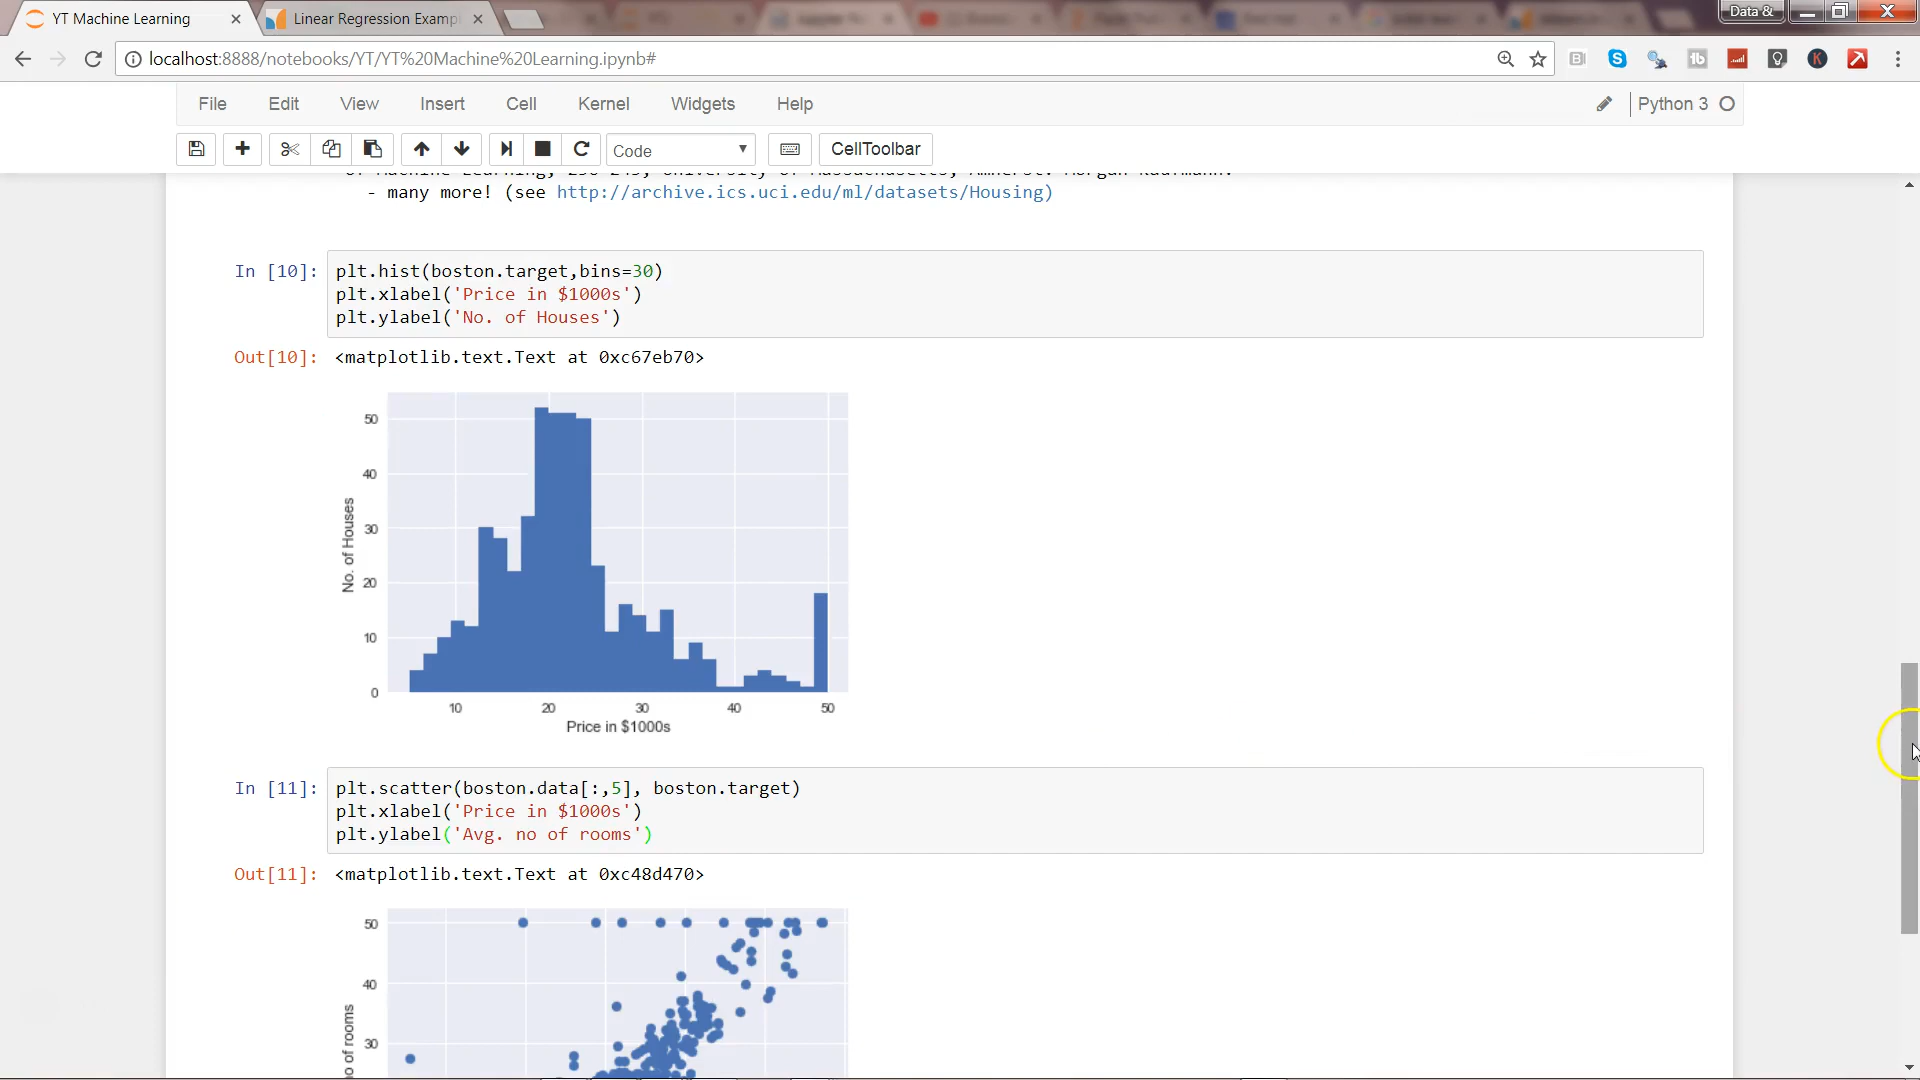 YT Machine Learning
Linear Regression Examp
Data &
localhost:8888/notebooks/YT/YT%20Machine%20Learning.ipynb#
File Edit View Insert Cell Kernel Widgets Help
Python 3
Code
CellToolbar
- many more! (see http://archive.ics.uci.edu/ml/datasets/Housing)
In [10]:
plt.hist(boston.target,bins=30)
plt.xlabel('Price in $1000s')
plt.ylabel('No. of Houses')
Out[10]:
<matplotlib.text.Text at 0xc67eb70>
50
40
30
20
10
0
No. of Houses
10 20 30 40 50
Price in $1000s
In [11]:
plt.scatter(boston.data[:,5], boston.target)
plt.xlabel('Price in $1000s')
plt.ylabel('Avg. no of rooms')
Out[11]:
<matplotlib.text.Text at 0xc48d470>
50
40
30
of rooms